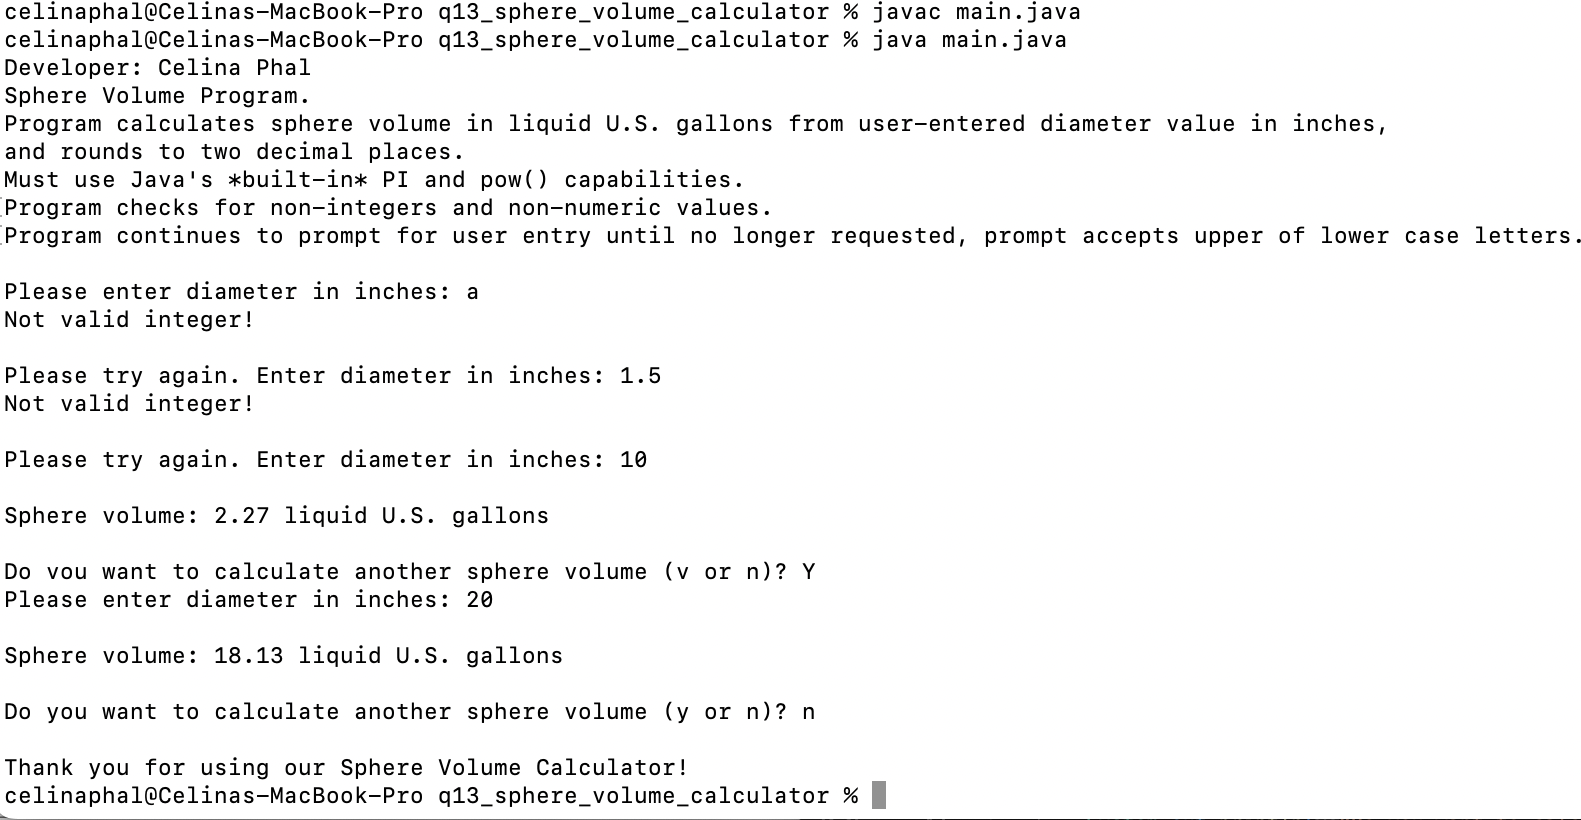 celinaphal@Celinas-MacBook-Pro q13_sphere_volume_calculator % javac main.java
celinaphal@Celinas-MacBook-Pro q13_sphere_volume_calculator % java main.java
Developer: Celina Phal
Sphere Volume Program.
Program calculates sphere volume in liquid U.S. gallons from user-entered diameter value in inches,
and rounds to two decimal places.
Must use Java's *built-in* PI and pow() capabilities.
Program checks for non-integers and non-numeric values.
Program continues to prompt for user entry until no longer requested, prompt accepts upper of lower case letters.
Please enter diameter in inches: a
Not valid integer!
Please try again. Enter diameter in inches: 1.5
Not valid integer!
Please try again. Enter diameter in inches: 10
Sphere volume: 2.27 liquid U.S. gallons
Do vou want to calculate another sphere volume (v or n)? Y
Please enter diameter in inches: 20
Sphere volume: 18.13 liquid U.S. gallons
Do you want to calculate another sphere volume (y or n)? n
Thank you for using our Sphere Volume Calculator!
celinaphal@Celinas-MacBook-Pro q13_sphere_volume_calculator %